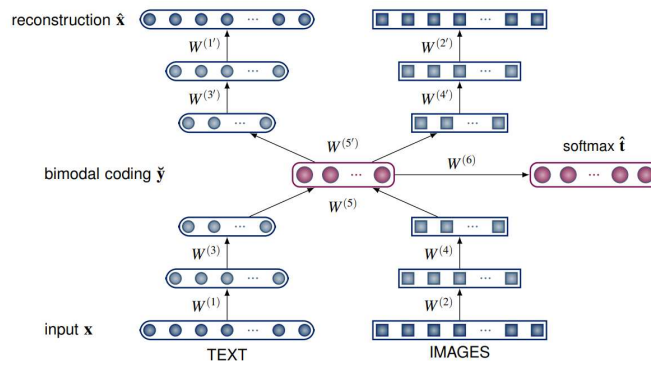 reconstruction x̂
W(1′) W(2′)
W(3′) W(4′)
W(5′)
softmax t̂
bimodal coding y̆
W(6)
W(5)
W(3) W(4)
W(1) W(2)
input x
TEXT IMAGES